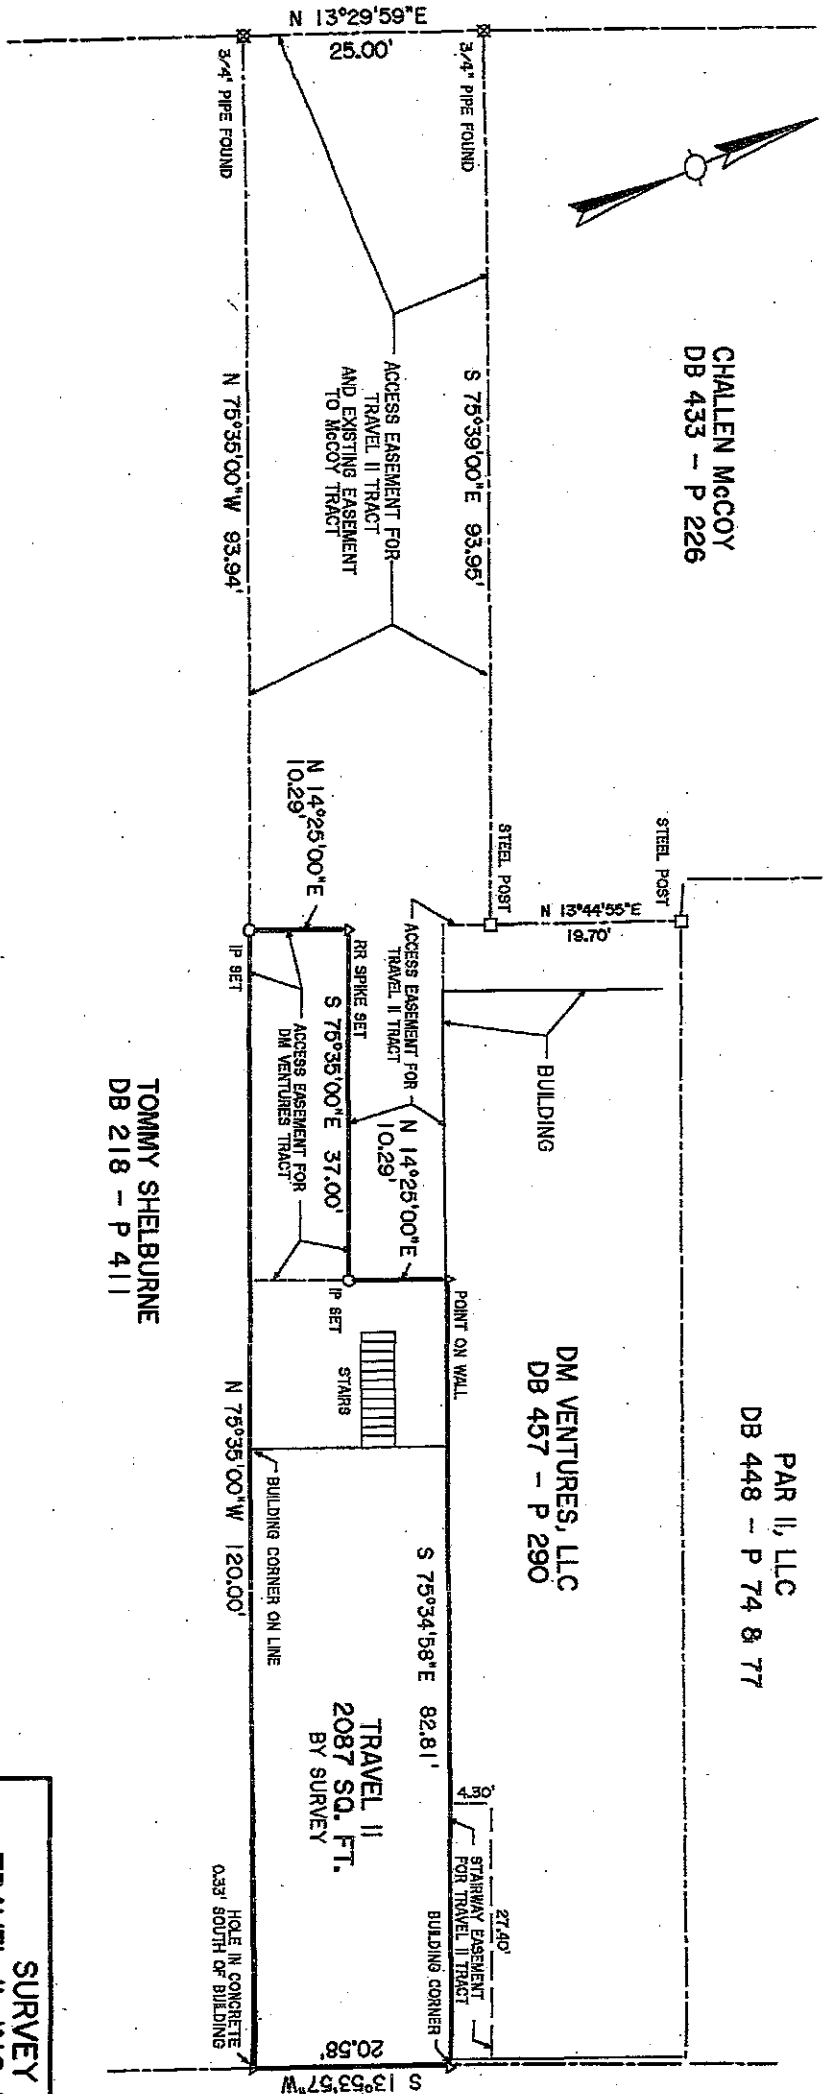 N 13°29'59"E
25.00'
3/4" PIPE FOUND
3/4" PIPE FOUND
CHALLEN McCOY
DB 433 - P 226
S 75°39'00"E 93.95'
ACCESS EASEMENT FOR
TRAVEL II TRACT
AND EXISTING EASEMENT
TO McCOY TRACT
N 75°35'00"W 93.94'
STEEL POST
STEEL POST
N 13°44'55"E
19.70'
N 14°25'00"E
10.29'
IP SET
RR SPIKE SET
ACCESS EASEMENT FOR
TRAVEL II TRACT
BUILDING
S 75°35'00"E 37.00'
ACCESS EASEMENT FOR
DM VENTURES TRACT
N 14°25'00"E
10.29'
IP SET
POINT ON WALL
STAIRS
TOMMY SHELBURNE
DB 218 - P 411
PAR II, LLC
DB 448 - P 74 & 77
DM VENTURES, LLC
DB 457 - P 290
N 75°35'00"W 120.00'
BUILDING CORNER ON LINE
S 75°34'58"E 82.81'
TRAVEL II
2087 SQ. FT.
BY SURVEY
4.30'
27.40'
STAIRWAY EASEMENT
FOR TRAVEL II TRACT
BUILDING CORNER
HOLE IN CONCRETE
0.33' SOUTH OF BUILDING
20.58'
S 13°53'57"W
SURVEY